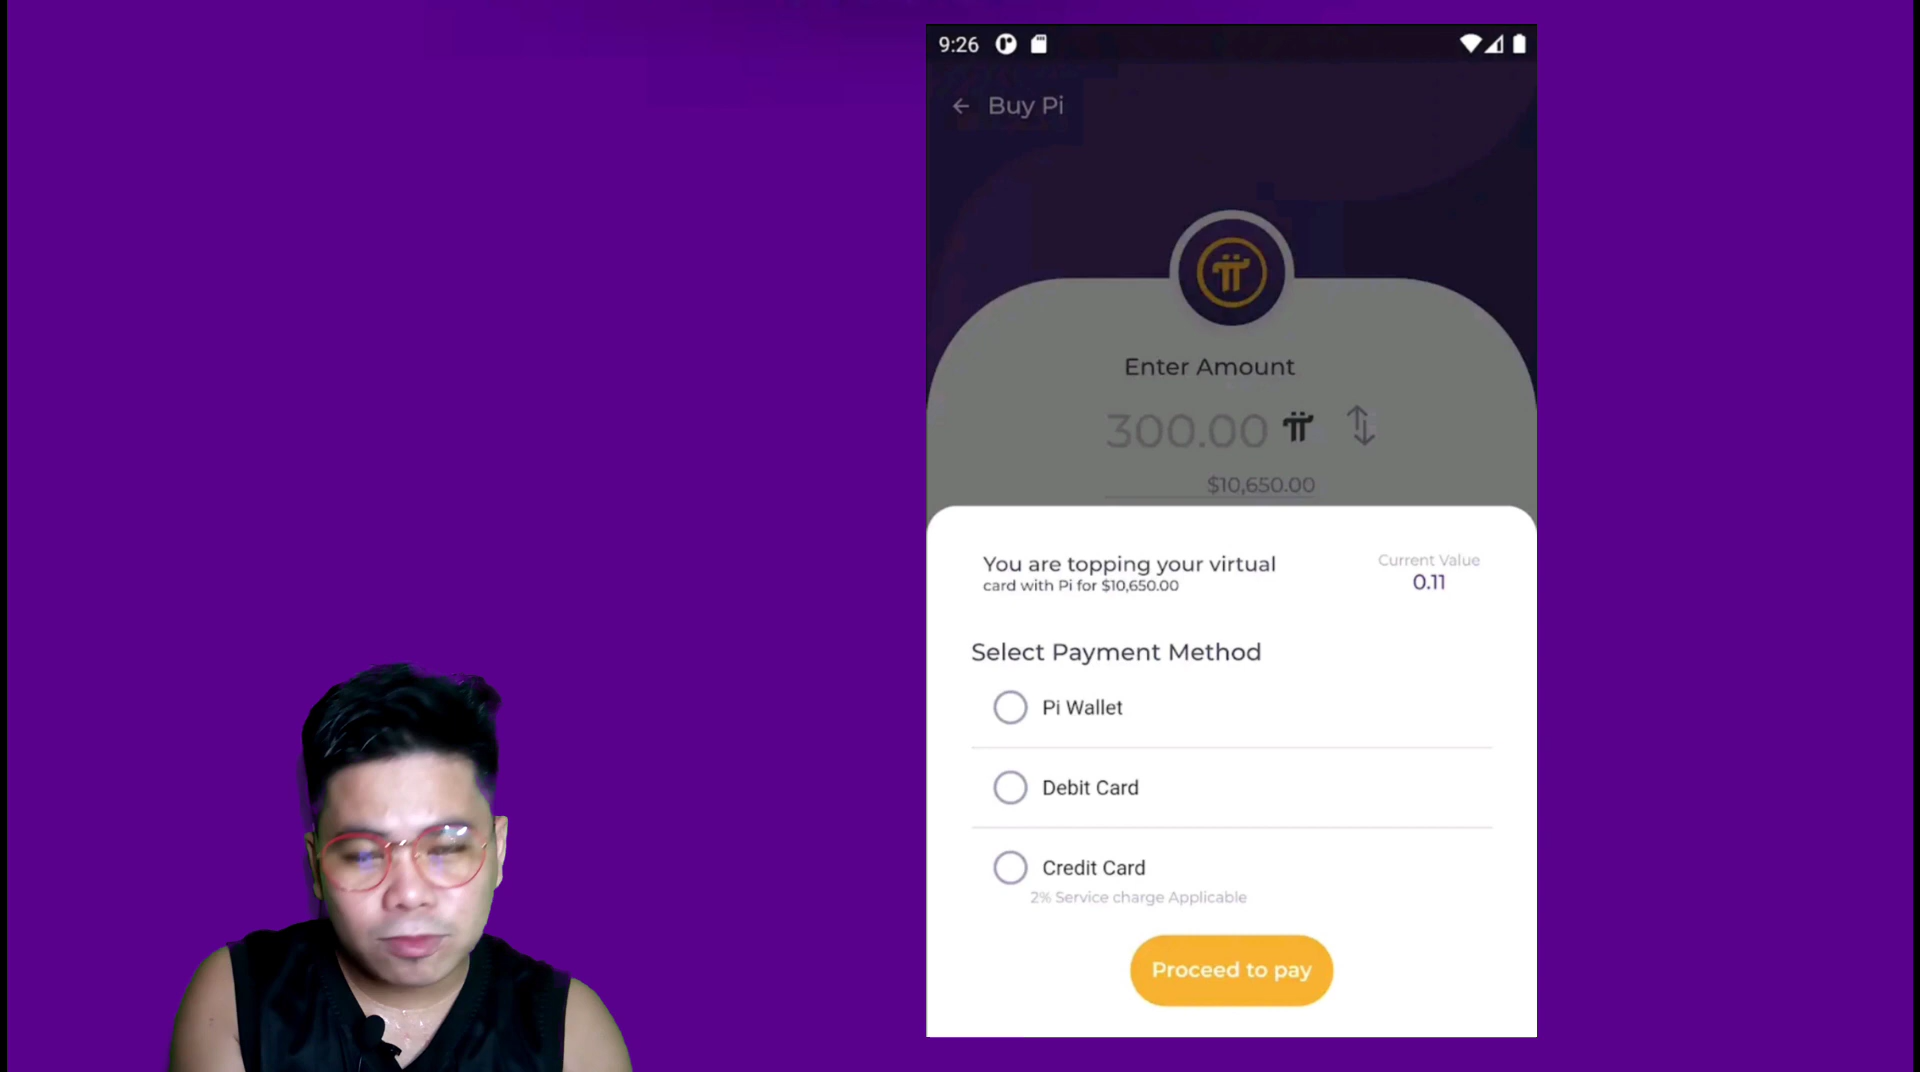 9:26
Buy Pi
Enter Amount
300.00
$10,650.00
You are topping your virtual
card with Pi for $10,650.00
Current Value
0.11
Select Payment Method
Pi Wallet
Debit Card
Credit Card
2% Service charge Applicable
Proceed to pay